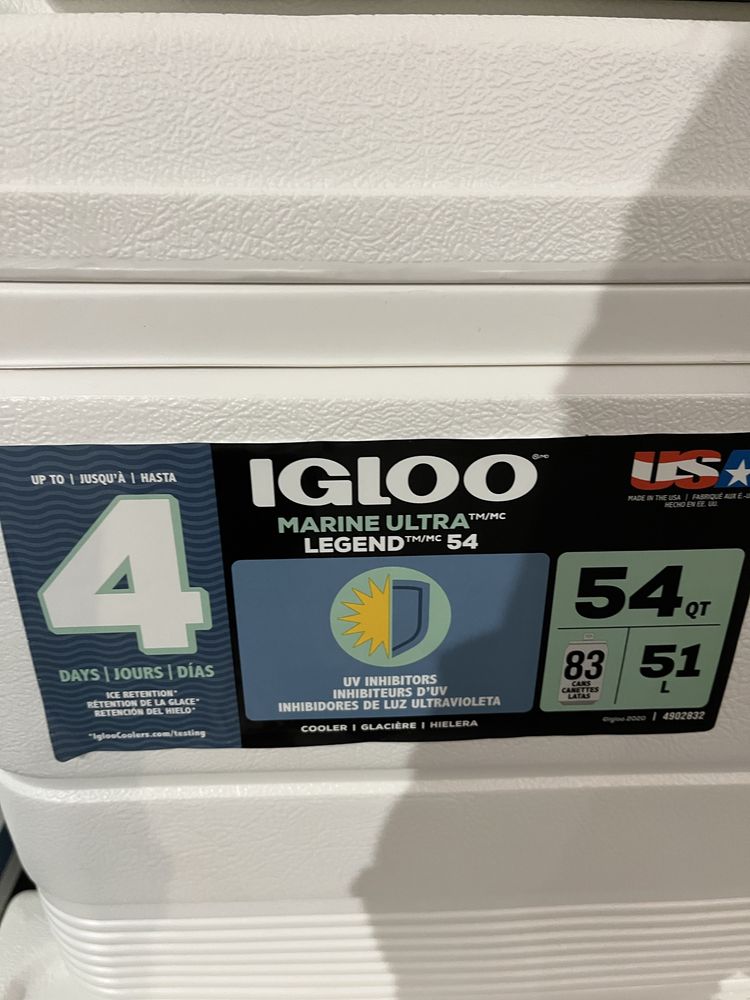 UP TO | JUSQU'À | HASTA
4
DAYS | JOURS | DÍAS
ICE RETENTION*
RÉTENTION DE LA GLACE*
RETENCIÓN DEL HIELO*
*IglooCoolers.com/testing
IGLOO
MARINE ULTRA™/MC
LEGEND™/MC 54
UV INHIBITORS
INHIBITEURS D'UV
INHIBIDORES DE LUZ ULTRAVIOLETA
COOLER | GLACIÈRE | HIELERA
USA
MADE IN THE USA | FABRIQUÉ AUX É.-U
HECHO EN EE. UU.
54 QT
83
CANS
CANETTES
LATAS
51
L
©Igloo 2020 | 4902832